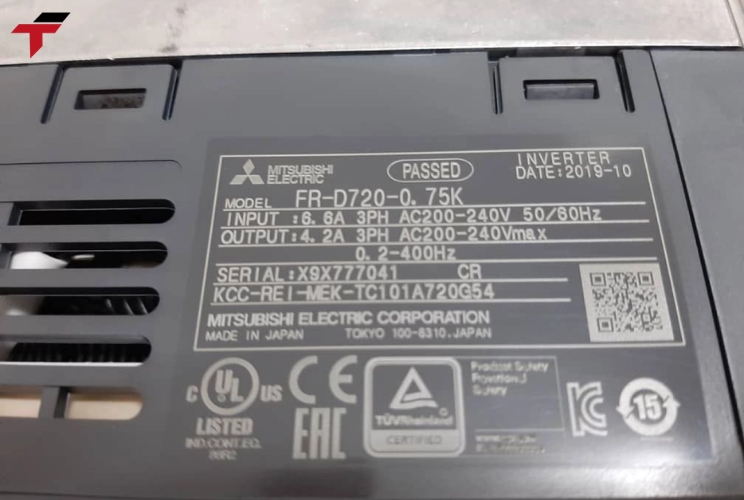 MITSUBISHI
ELECTRIC
PASSED
INVERTER
DATE:2019-10
MODEL FR-D720-0.75K
INPUT :6.6A 3PH AC200-240V 50/60Hz
OUTPUT:4.2A 3PH AC200-240Vmax
0.2-400Hz
SERIAL:X9X777041 CR
KCC-REI-MEK-TC101A720G54
MITSUBISHI ELECTRIC CORPORATION
MADE IN JAPAN TOKYO 100-8310.JAPAN
C UL US
LISTED
IND.CONT.EQ.
CE
EAC
TÜVRheinland
CERTIFIED
Product Safety
Functional
Safety
15